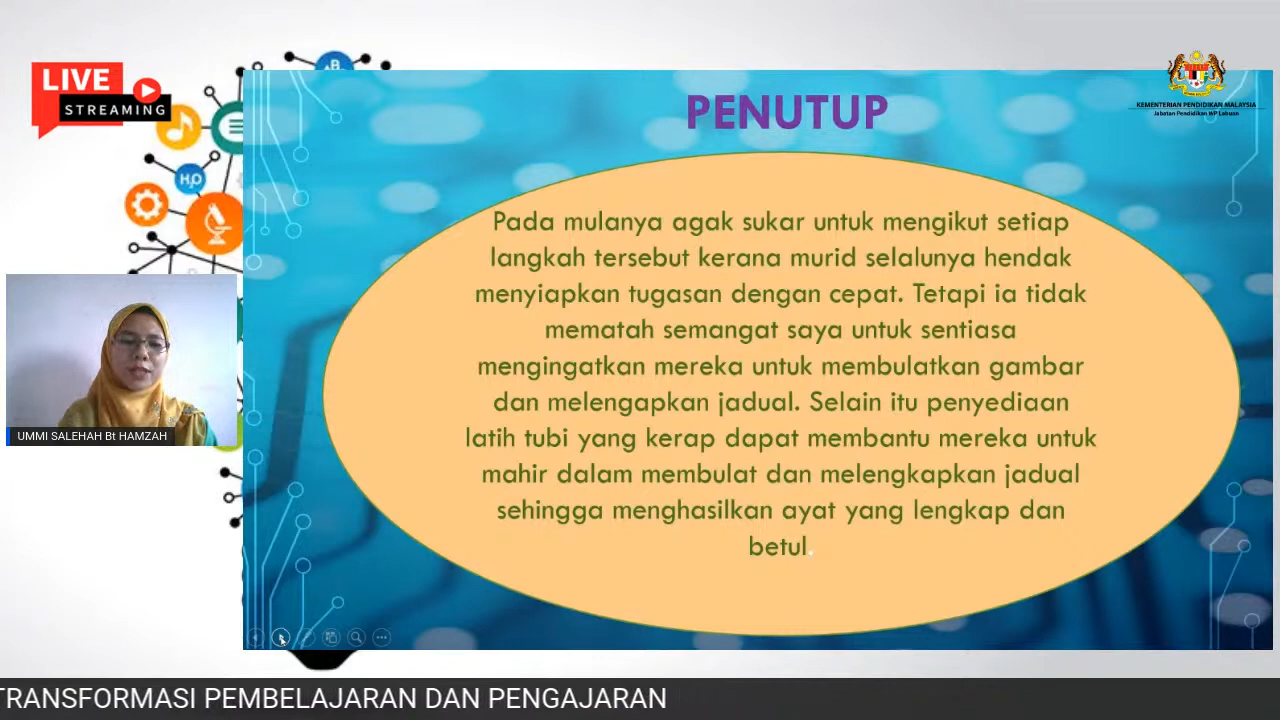 LIVE
STREAMING
B
H₂O
KEMENTERIAN PENDIDIKAN MALAYSIA
Jabatan Pendidikan WP Labuan
PENUTUP
Pada mulanya agak sukar untuk mengikut setiap
langkah tersebut kerana murid selalunya hendak
menyiapkan tugasan dengan cepat. Tetapi ia tidak
mematah semangat saya untuk sentiasa
mengingatkan mereka untuk membulatkan gambar
dan melengapkan jadual. Selain itu penyediaan
latih tubi yang kerap dapat membantu mereka untuk
mahir dalam membulat dan melengkapkan jadual
sehingga menghasilkan ayat yang lengkap dan
betul.
UMMI SALEHAH Bt HAMZAH
TRANSFORMASI PEMBELAJARAN DAN PENGAJARAN